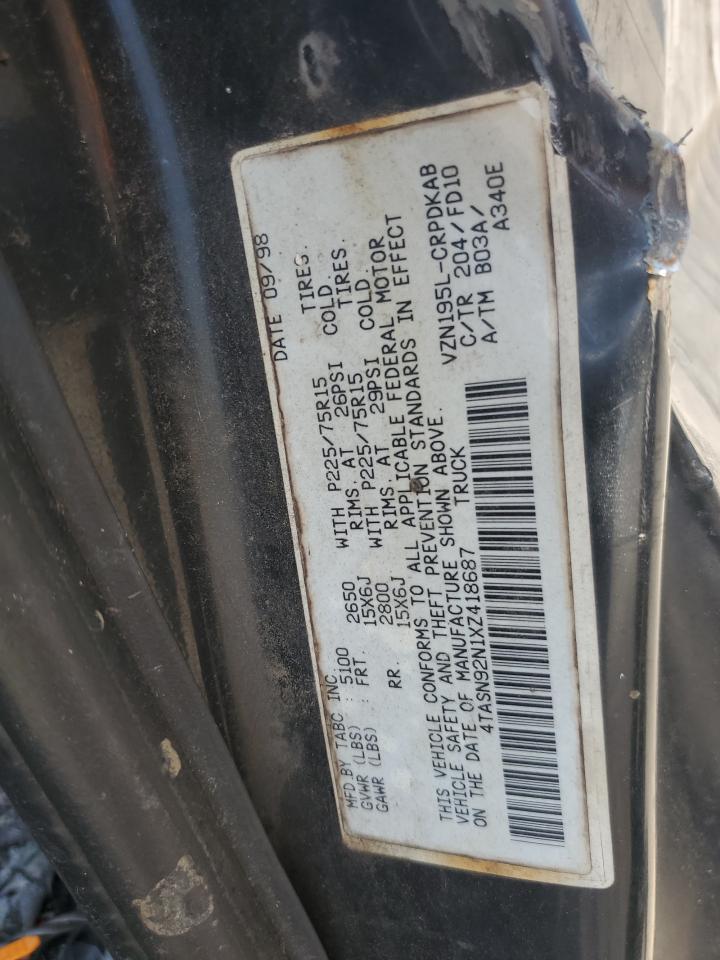 MFD.BY TABC INC. DATE 09/98
GVWR (LBS) : 5100
GAWR (LBS) : FRT. 2650 WITH P225/75R15 TIRES.
15X6J RIMS. AT 26PSI COLD.
RR. 2800 WITH P225/75R15 TIRES.
15X6J RIMS. AT 29PSI COLD.
THIS VEHICLE CONFORMS TO ALL APPLICABLE FEDERAL MOTOR
VEHICLE SAFETY AND THEFT PREVENTION STANDARDS IN EFFECT
ON THE DATE OF MANUFACTURE SHOWN ABOVE.
4TASN92N1XZ418687 TRUCK
VZN195L-CRPDKAB
C/TR 204/FD10
A/TM B03A/
A340E